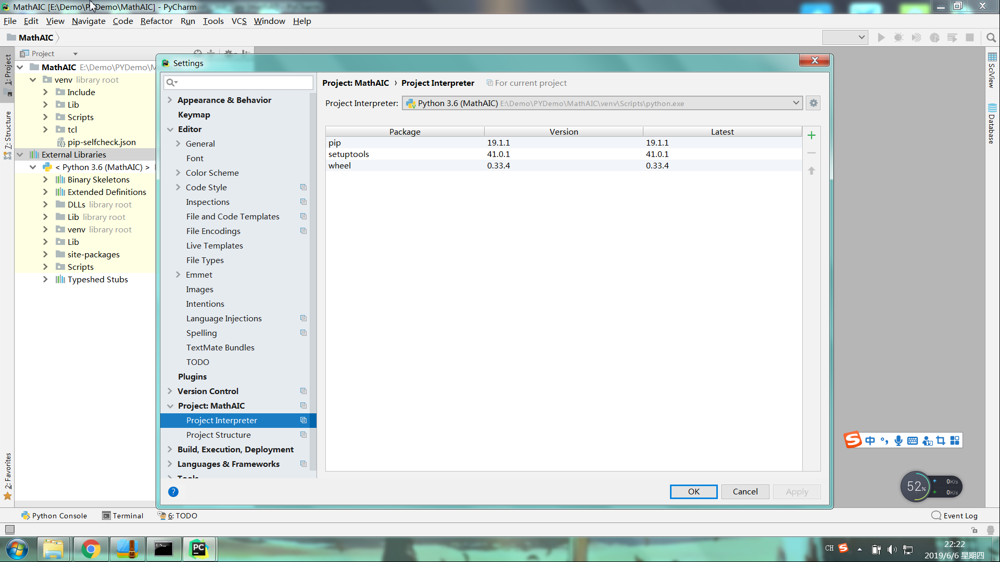 MathAIC [E:\Demo\PYDemo\MathAIC] - PyCharm
File Edit View Navigate Code Refactor Run Tools VCS Window Help
MathAIC
Project
1: Project
7: Structure
2: Favorites
MathAIC E:\Demo\PYDemo\M
venv library root
Include
Lib
Scripts
tcl
pip-selfcheck.json
External Libraries
< Python 3.6 (MathAIC) >
Binary Skeletons
Extended Definitions
DLLs library root
Lib library root
venv library root
Lib
site-packages
Scripts
Typeshed Stubs
Settings
Appearance & Behavior
Keymap
Editor
General
Font
Color Scheme
Code Style
Inspections
File and Code Templates
File Encodings
Live Templates
File Types
Emmet
Images
Intentions
Language Injections
Spelling
TextMate Bundles
TODO
Plugins
Version Control
Project: MathAIC
Project Interpreter
Project Structure
Build, Execution, Deployment
Languages & Frameworks
Tools
Project: MathAIC › Project Interpreter For current project
Project Interpreter: Python 3.6 (MathAIC) E:\Demo\PYDemo\MathAIC\venv\Scripts\python.exe
Package Version Latest
pip 19.1.1 19.1.1
setuptools 41.0.1 41.0.1
wheel 0.33.4 0.33.4
? OK Cancel Apply
SciView
Database
中
52%
0K/s
0K/s
Python Console Terminal 6: TODO Event Log
PC
CH
22:22
2019/6/6 星期四